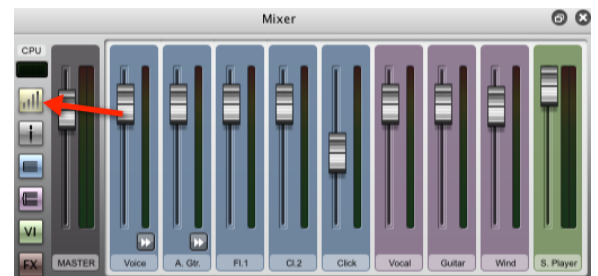 Mixer
CPU
VI
FX
MASTER
Voice
A. Gtr.
Fl.1
Cl.2
Click
Vocal
Guitar
Wind
S. Player